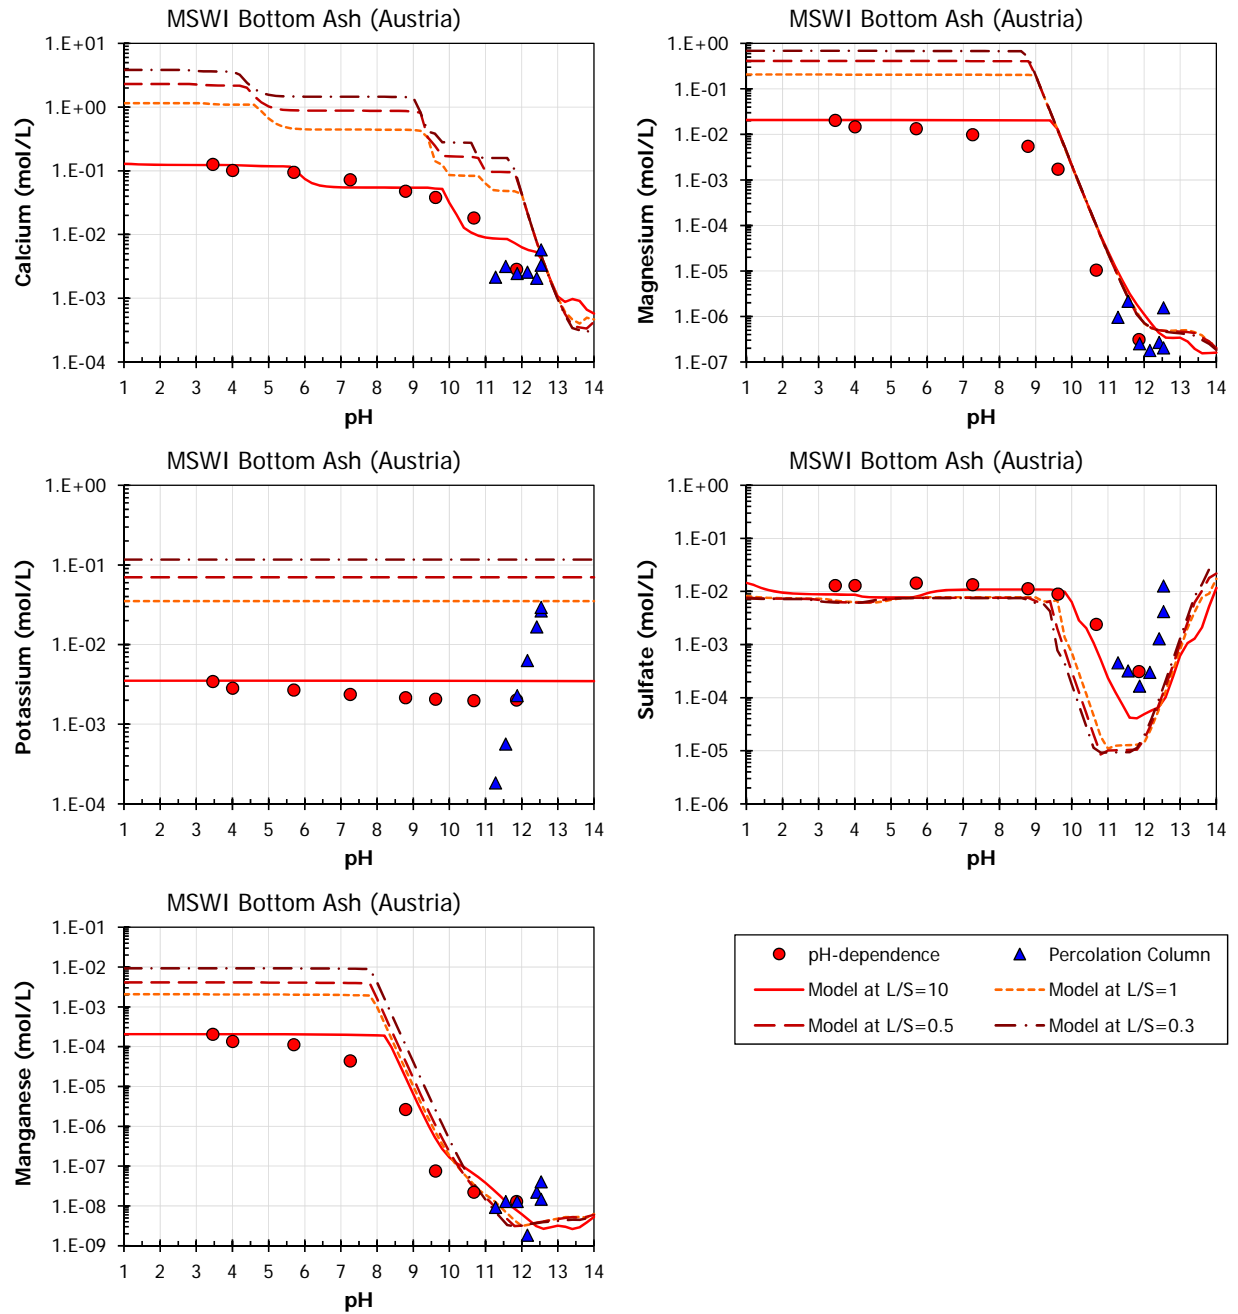 MSWI Bottom Ash (Austria)
Calcium (mol/L)
1.E+01
1.E+00
1.E-01
1.E-02
1.E-03
1.E-04
1 2 3 4 5 6 7 8 9 10 11 12 13 14
pH
MSWI Bottom Ash (Austria)
Magnesium (mol/L)
1.E+00
1.E-01
1.E-02
1.E-03
1.E-04
1.E-05
1.E-06
1.E-07
1 2 3 4 5 6 7 8 9 10 11 12 13 14
pH
MSWI Bottom Ash (Austria)
Potassium (mol/L)
1.E+00
1.E-01
1.E-02
1.E-03
1.E-04
1 2 3 4 5 6 7 8 9 10 11 12 13 14
pH
MSWI Bottom Ash (Austria)
Sulfate (mol/L)
1.E+00
1.E-01
1.E-02
1.E-03
1.E-04
1.E-05
1.E-06
1 2 3 4 5 6 7 8 9 10 11 12 13 14
pH
MSWI Bottom Ash (Austria)
Manganese (mol/L)
1.E-01
1.E-02
1.E-03
1.E-04
1.E-05
1.E-06
1.E-07
1.E-08
1.E-09
1 2 3 4 5 6 7 8 9 10 11 12 13 14
pH
pH-dependence Percolation Column
Model at L/S=10 Model at L/S=1
Model at L/S=0.5 Model at L/S=0.3